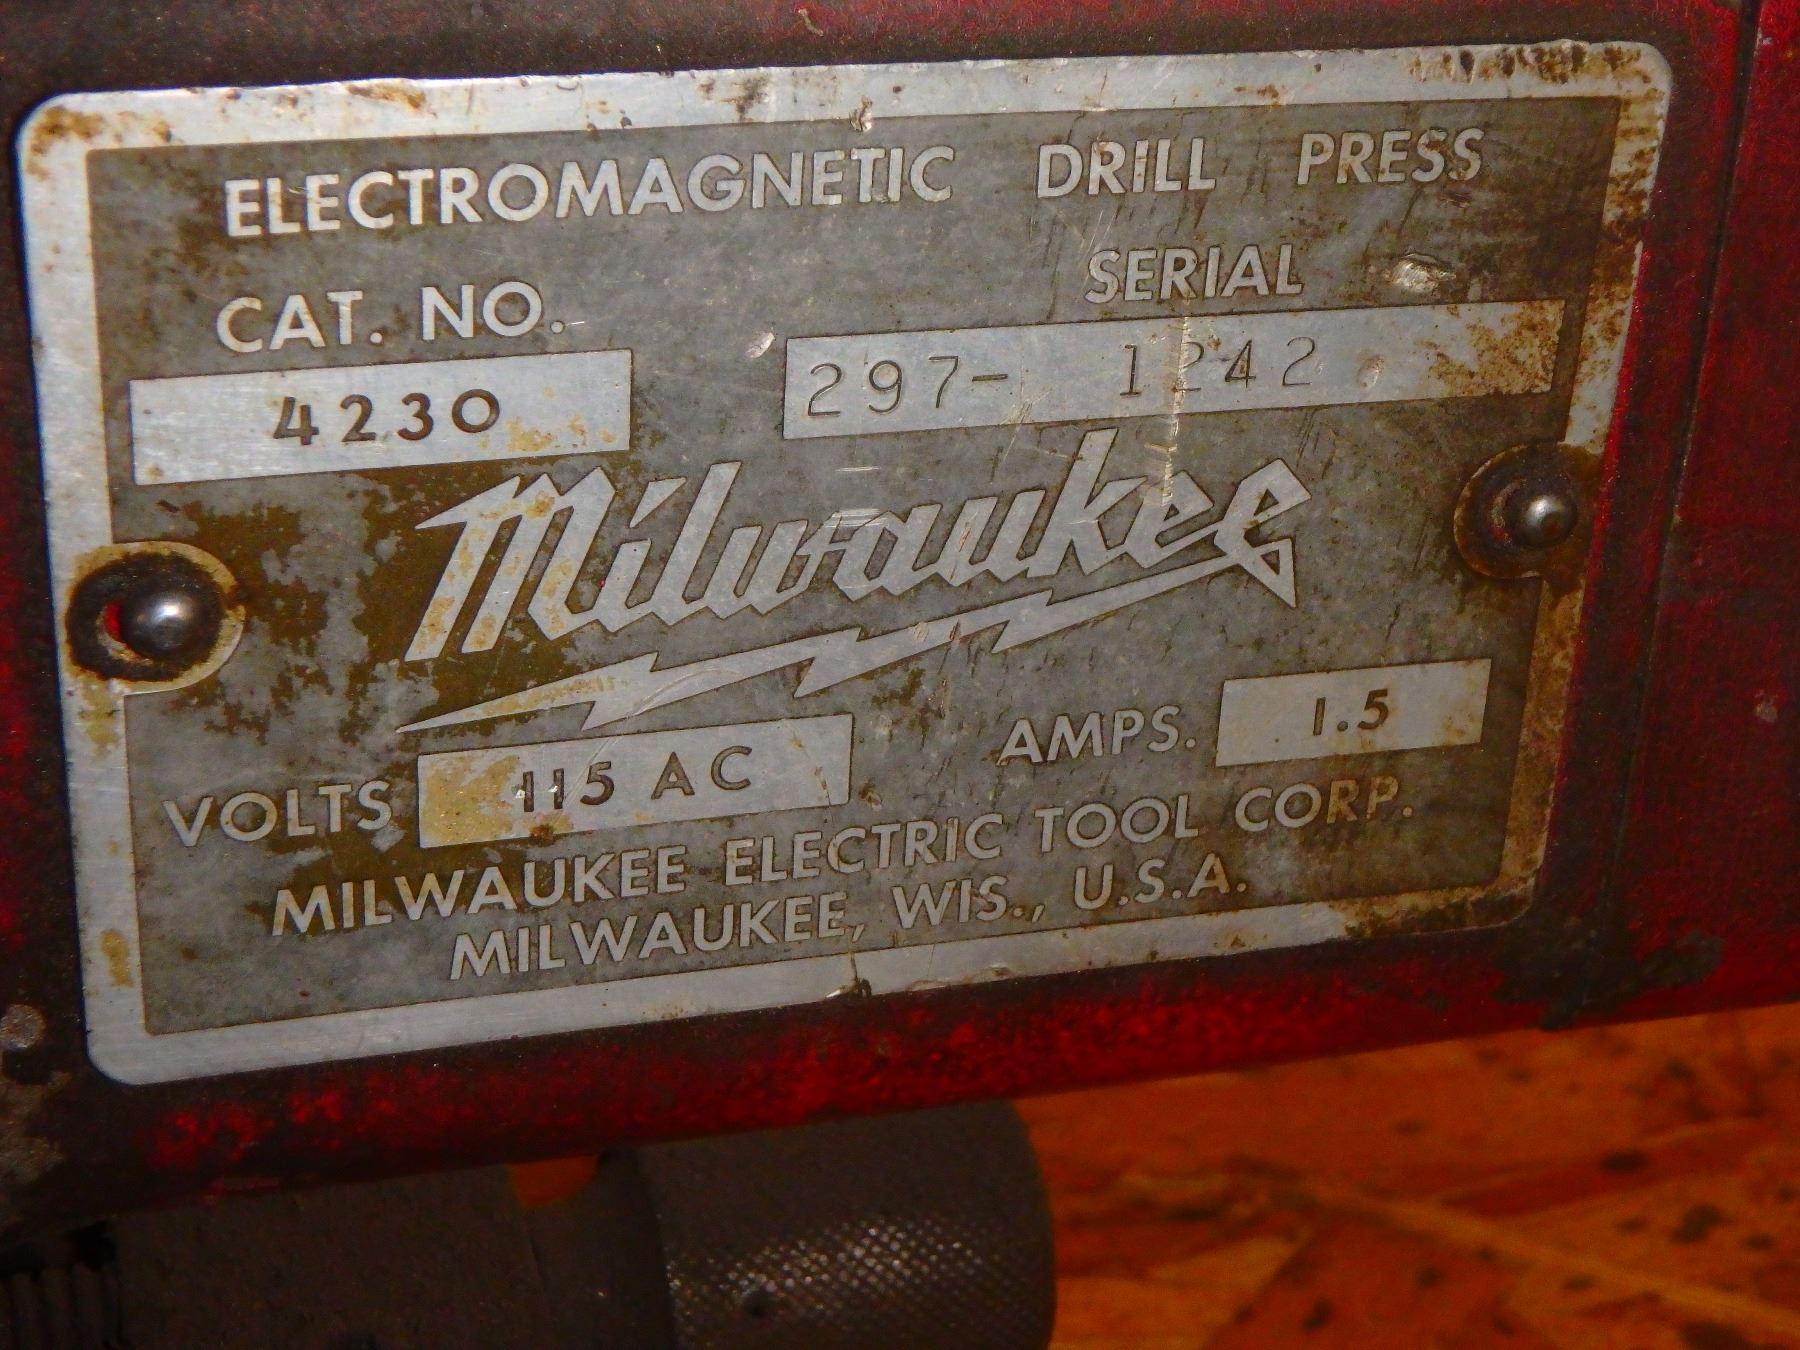 ELECTROMAGNETIC DRILL PRESS
CAT. NO. SERIAL
4230 297- 1242
Milwaukee
VOLTS 115 AC AMPS. 1.5
MILWAUKEE ELECTRIC TOOL CORP.
MILWAUKEE, WIS., U.S.A.